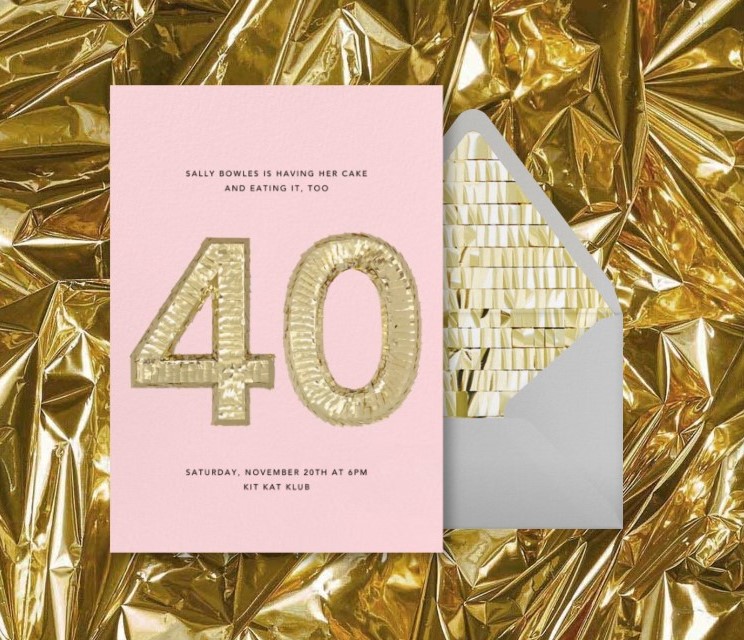 SALLY BOWLES IS HAVING HER CAKE
AND EATING IT, TOO
40
SATURDAY, NOVEMBER 20TH AT 6PM
KIT KAT KLUB